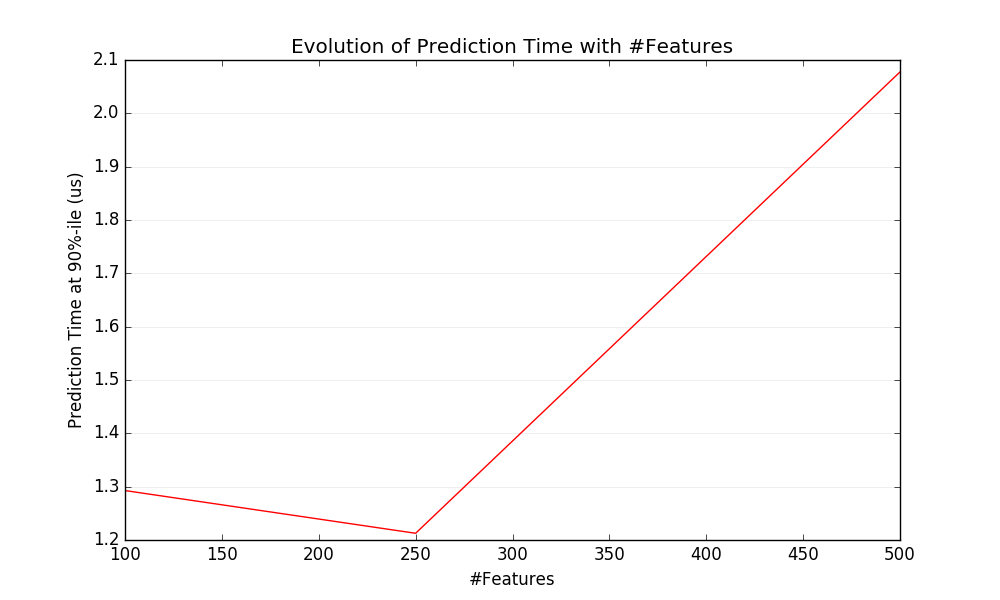 Evolution of Prediction Time with #Features
2.1
2.0
1.9
1.8
1.7
1.6
1.5
1.4
1.3
1.2
Prediction Time at 90%-ile (us)
100 150 200 250 300 350 400 450 500
#Features